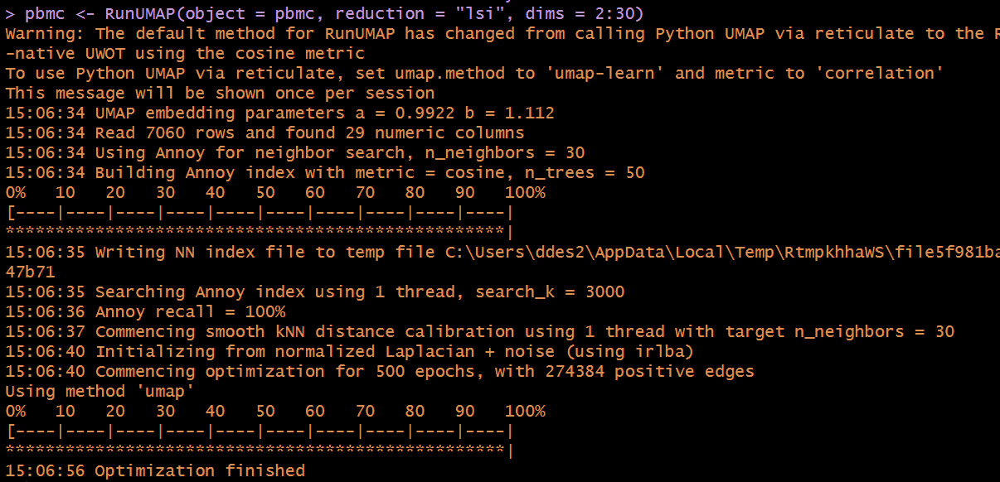 > pbmc <- RunUMAP(object = pbmc, reduction = "lsi", dims = 2:30)
Warning: The default method for RunUMAP has changed from calling Python UMAP via reticulate to the R
-native UWOT using the cosine metric
To use Python UMAP via reticulate, set umap.method to 'umap-learn' and metric to 'correlation'
This message will be shown once per session
15:06:34 UMAP embedding parameters a = 0.9922 b = 1.112
15:06:34 Read 7060 rows and found 29 numeric columns
15:06:34 Using Annoy for neighbor search, n_neighbors = 30
15:06:34 Building Annoy index with metric = cosine, n_trees = 50
0%   10   20   30   40   50   60   70   80   90   100%
[----|----|----|----|----|----|----|----|----|----|
**************************************************|
15:06:35 Writing NN index file to temp file C:\Users\ddes2\AppData\Local\Temp\RtmpkhhaWS\file5f981ba
47b71
15:06:35 Searching Annoy index using 1 thread, search_k = 3000
15:06:36 Annoy recall = 100%
15:06:37 Commencing smooth kNN distance calibration using 1 thread with target n_neighbors = 30
15:06:40 Initializing from normalized Laplacian + noise (using irlba)
15:06:40 Commencing optimization for 500 epochs, with 274384 positive edges
Using method 'umap'
0%   10   20   30   40   50   60   70   80   90   100%
[----|----|----|----|----|----|----|----|----|----|
**************************************************|
15:06:56 Optimization finished